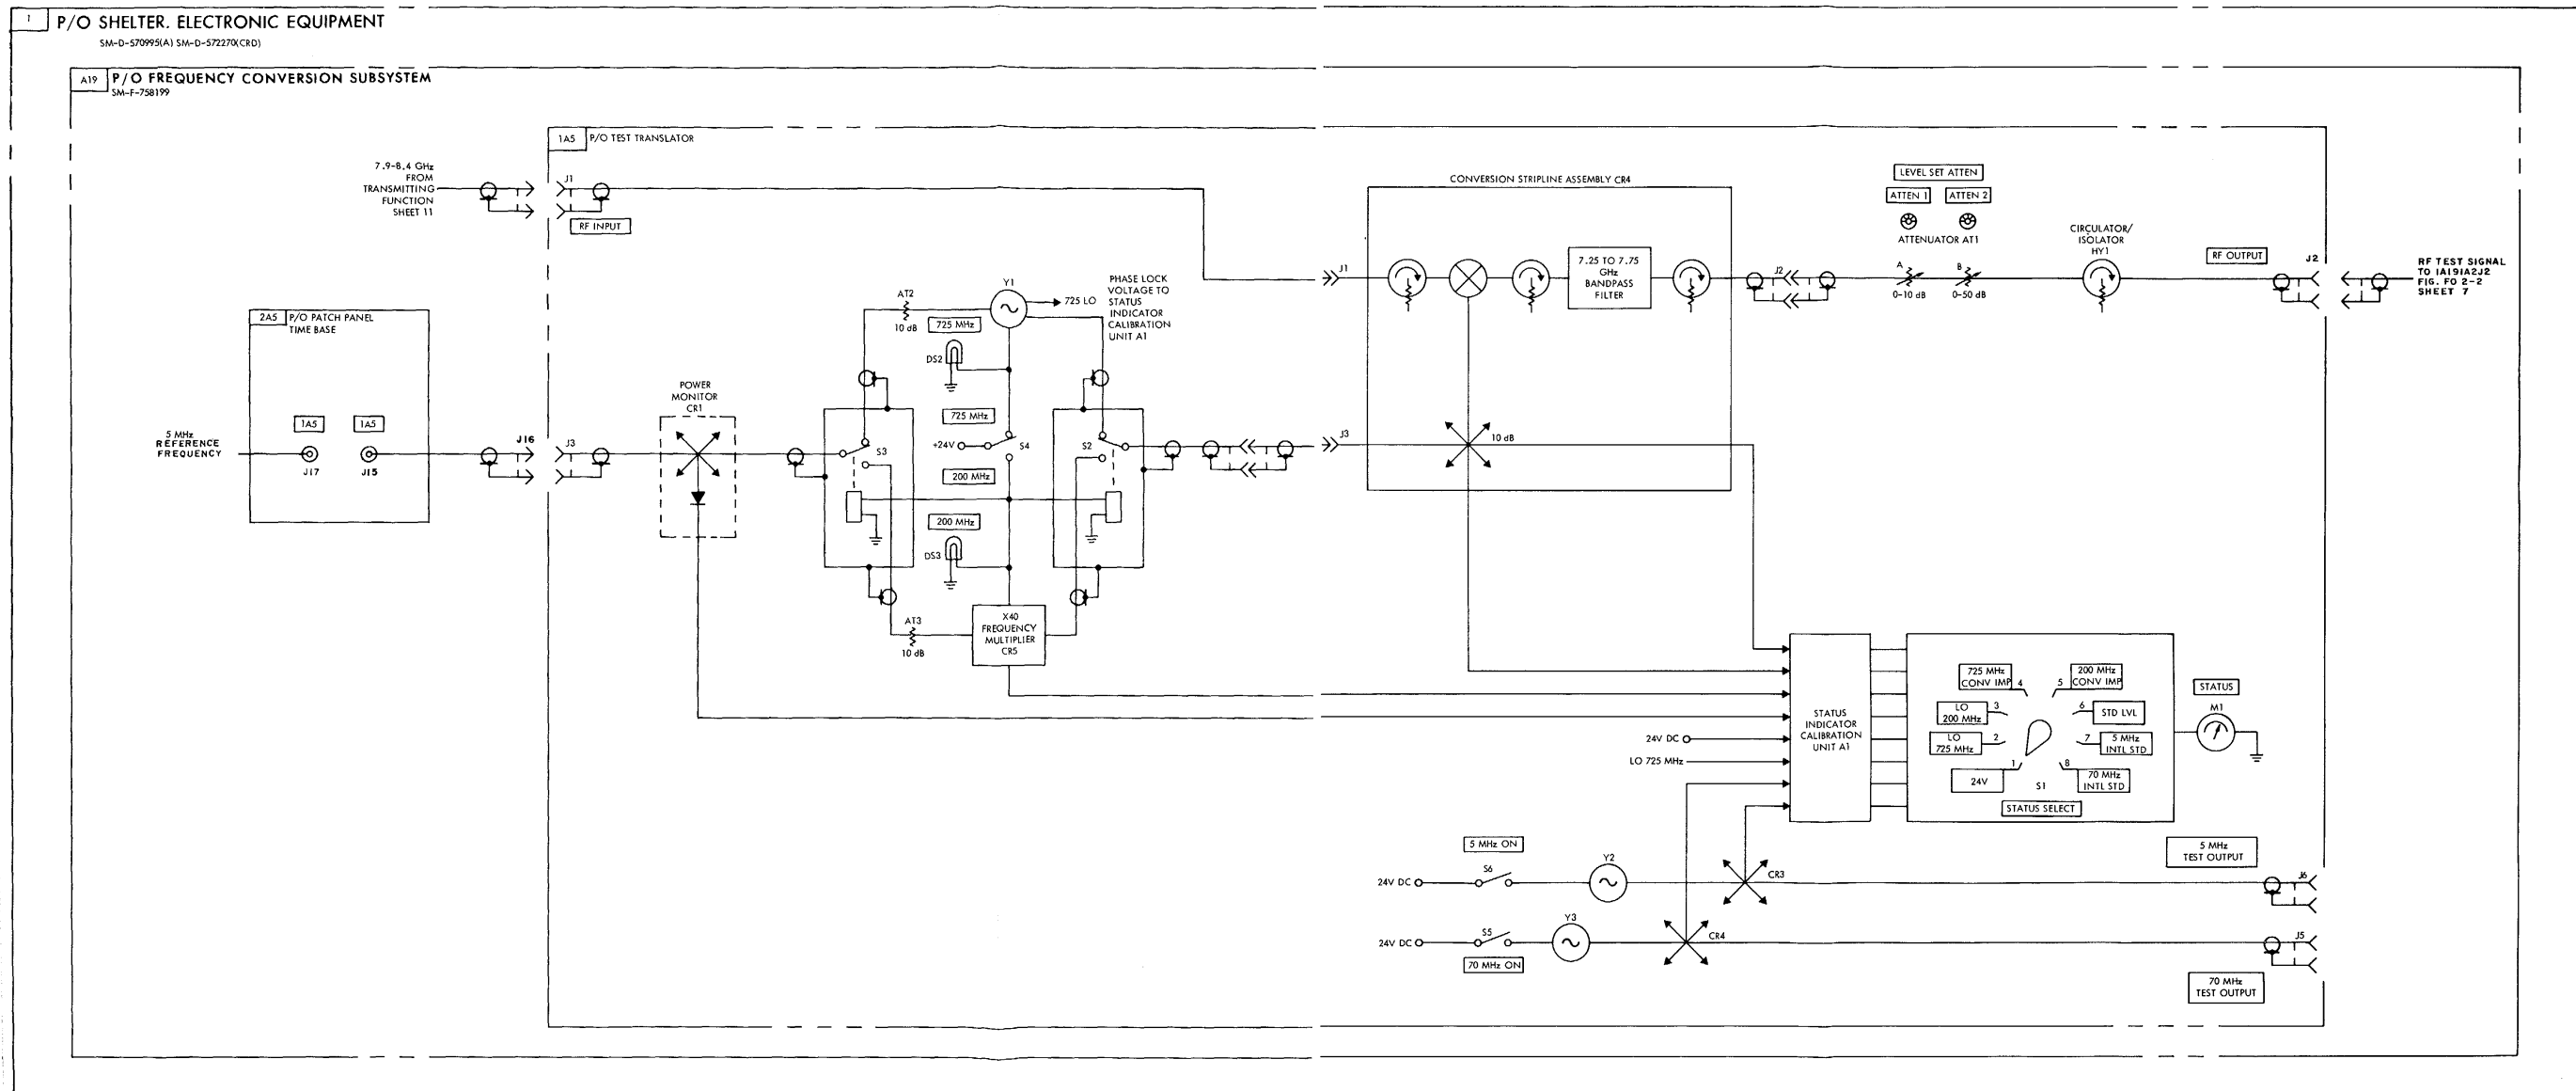 1
P/O SHELTER. ELECTRONIC EQUIPMENT
SM-D-570995(A) SM-D-572270(CRD)
A19
P/O FREQUENCY CONVERSION SUBSYSTEM
SM-F-758199
1A5
P/O TEST TRANSLATOR
7.9-8.4 GHz
FROM
TRANSMITTING
FUNCTION
SHEET 11
J1
RF INPUT
2A5
P/O PATCH PANEL
TIME BASE
5 MHz
REFERENCE
FREQUENCY
1A5
1A5
J17
J15
J16
J3
POWER
MONITOR
CR1
AT2
10 dB
Y1
725 LO
PHASE LOCK
VOLTAGE TO
STATUS
INDICATOR
CALIBRATION
UNIT A1
725 MHz
DS2
725 MHz
+24V
S4
S3
S2
200 MHz
200 MHz
DS3
AT3
10 dB
X40
FREQUENCY
MULTIPLIER
CR5
CONVERSION STRIPLINE ASSEMBLY CR4
J1
7.25 TO 7.75
GHz
BANDPASS
FILTER
J2
J3
10 dB
LEVEL SET ATTEN
ATTEN 1
ATTEN 2
ATTENUATOR AT1
A
0-10 dB
B
0-50 dB
CIRCULATOR/
ISOLATOR
HY1
RF OUTPUT
J2
RF TEST SIGNAL
TO 1A191A2J2
FIG. FO 2-2
SHEET 7
24V DC
LO 725 MHz
STATUS
INDICATOR
CALIBRATION
UNIT A1
725 MHz
CONV IMP
4
5
200 MHz
CONV IMP
LO
200 MHz
3
6
STD LVL
LO
725 MHz
2
7
5 MHz
INTL STD
24V
1
8
70 MHz
INTL STD
S1
STATUS SELECT
STATUS
M1
5 MHz ON
24V DC
S6
Y2
CR3
5 MHz
TEST OUTPUT
J6
24V DC
S5
Y3
CR4
70 MHz ON
J5
70 MHz
TEST OUTPUT